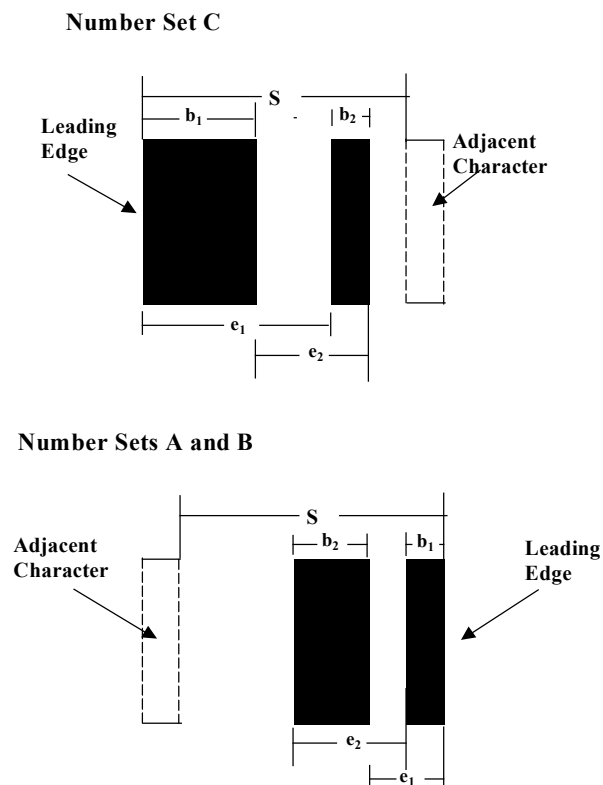 Number Set C
S
b₁ b₂
Leading
Edge
Adjacent
Character
e₁
e₂
Number Sets A and B
S
b₂ b₁
Adjacent
Character
Leading
Edge
e₂
e₁